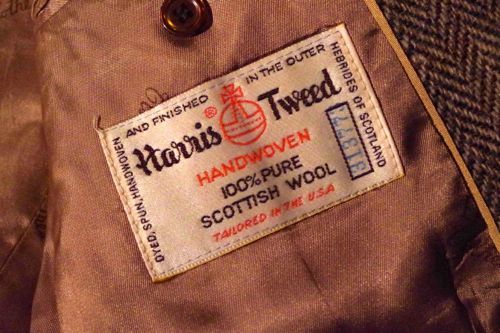 DYED, SPUN, HANDWOVEN
AND FINISHED
IN THE OUTER
HEBRIDES OF SCOTLAND
Harris® Tweed
HANDWOVEN
100% PURE
SCOTTISH WOOL
TAILORED IN THE U.S.A